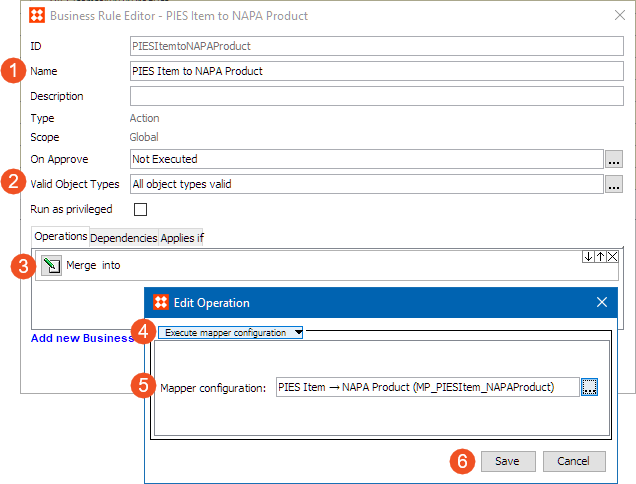 Business Rule Editor - PIES Item to NAPA Product
ID PIESItemtoNAPAProduct
1 Name PIES Item to NAPA Product
Description
Type Action
Scope Global
On Approve Not Executed ...
2 Valid Object Types All object types valid ...
Run as privileged
Operations Dependencies Applies if
3 Merge into
Edit Operation
4 Execute mapper configuration
Add new Business
5 Mapper configuration: PIES Item → NAPA Product (MP_PIESItem_NAPAProduct) ...
6 Save Cancel